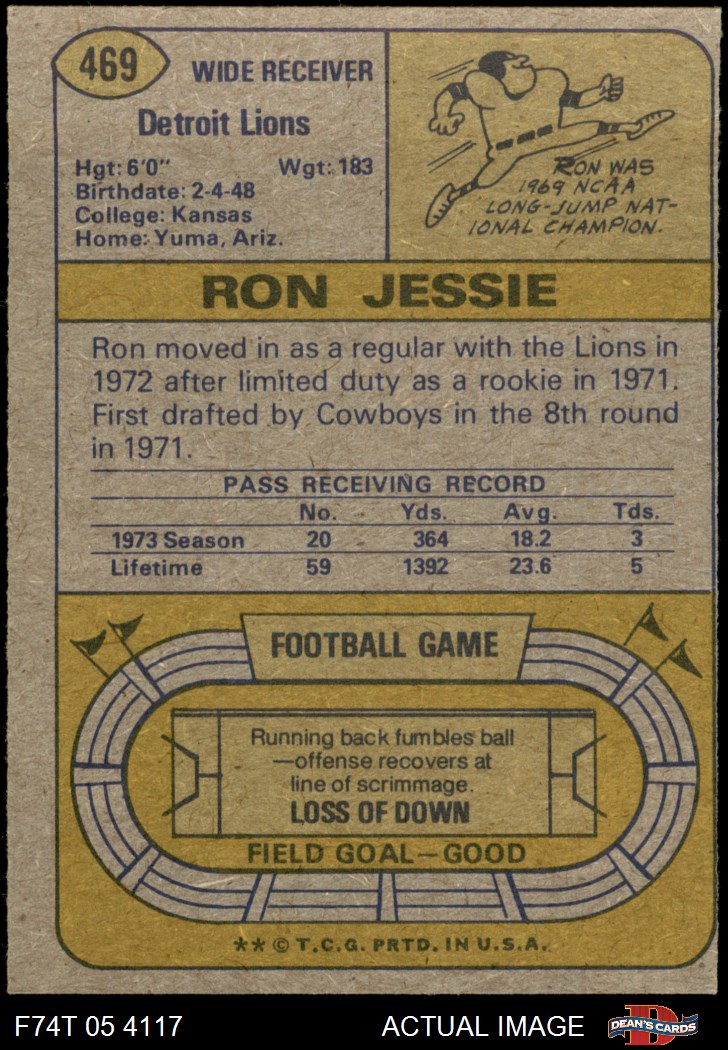 469
WIDE RECEIVER
Detroit Lions
Hgt: 6'0" Wgt: 183
Birthdate: 2-4-48
College: Kansas
Home: Yuma, Ariz.
RON WAS
1969 NCAA
LONG-JUMP NAT-
IONAL CHAMPION.
RON JESSIE
Ron moved in as a regular with the Lions in
1972 after limited duty as a rookie in 1971.
First drafted by Cowboys in the 8th round
in 1971.
PASS RECEIVING RECORD
No. Yds. Avg. Tds.
1973 Season 20 364 18.2 3
Lifetime 59 1392 23.6 5
FOOTBALL GAME
Running back fumbles ball
—offense recovers at
line of scrimmage.
LOSS OF DOWN
FIELD GOAL—GOOD
** © T.C.G. PRTD. IN U.S.A.
F74T 05 4117 ACTUAL IMAGE
D
DEAN'S CARDS